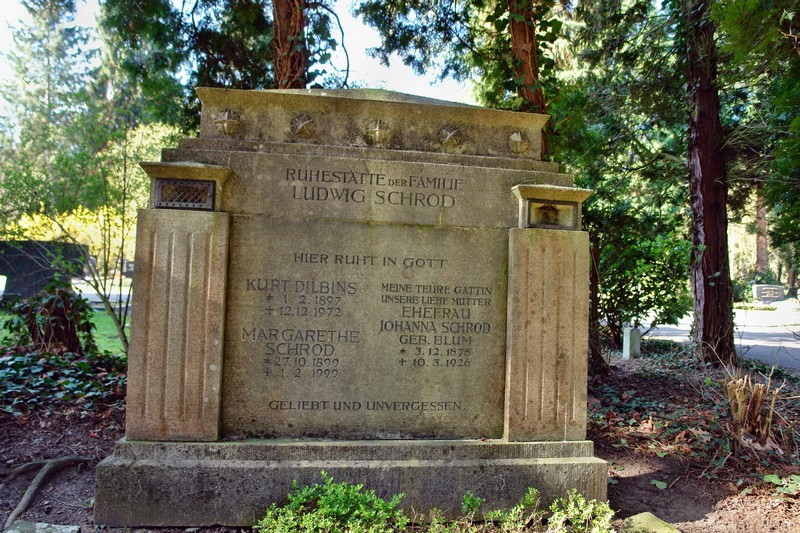 RUHESTÄTTE DER FAMILIE
LUDWIG SCHROD
HIER RUHT IN GOTT
KURT DILBINS
* 1. 2. 1897
+ 12.12.1972
MARGARETHE
SCHROD
* 27.10 1899
+ 1. 2. 1999
MEINE TEURE GATTIN
UNSERE LIEBE MUTTER
EHEFRAU
JOHANNA SCHROD
GEB. BLUM
* 3.12. 1875
+ 10. 3. 1926
GELIEBT UND UNVERGESSEN.